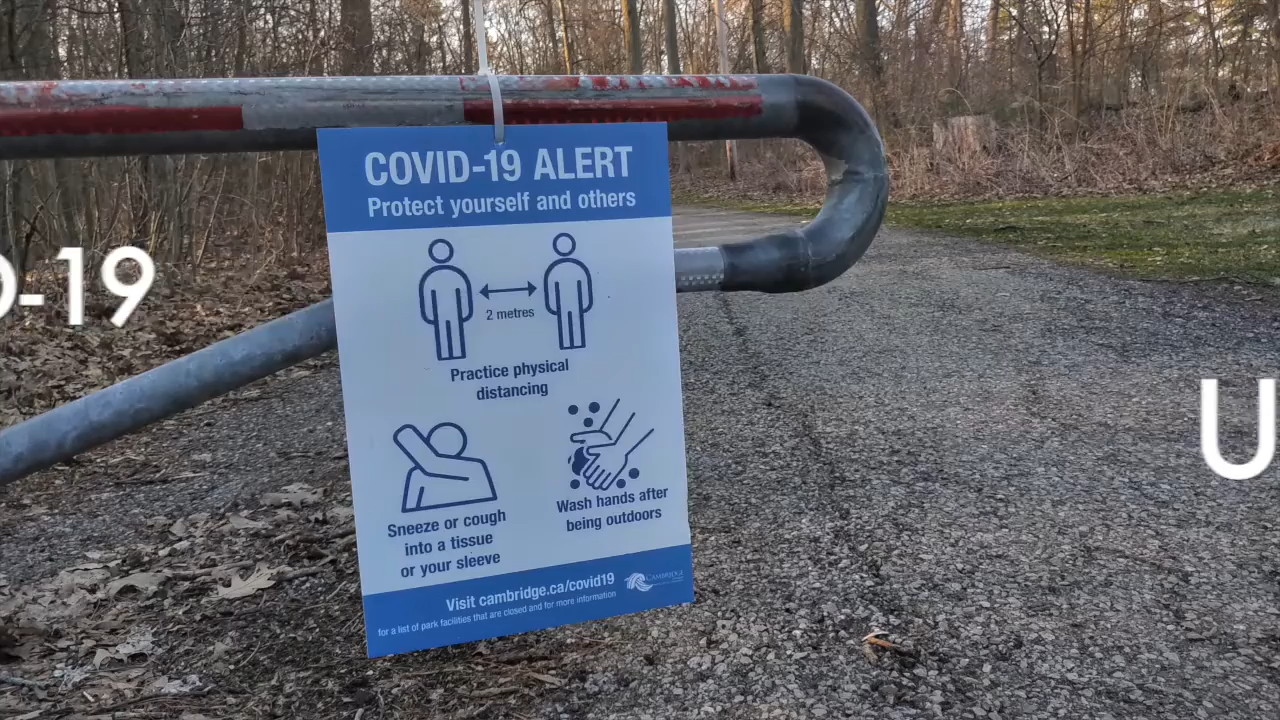 COVID-19 ALERT
Protect yourself and others
2 metres
Practice physical
distancing
Sneeze or cough
into a tissue
or your sleeve
Wash hands after
being outdoors
Visit cambridge.ca/covid19
for a list of park facilities that are closed and for more information
CAMBRIDGE
-19
U